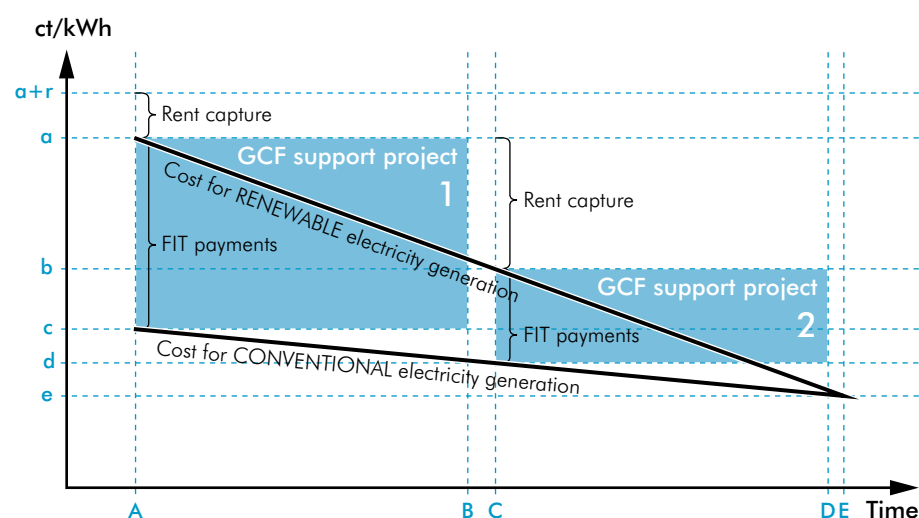 ct/kWh
a+r
Rent capture
a
GCF support project
1
Cost for RENEWABLE electricity generation
Rent capture
FIT payments
b
GCF support project
2
c
FIT payments
Cost for CONVENTIONAL electricity generation
d
e
A
B
C
D
E
Time